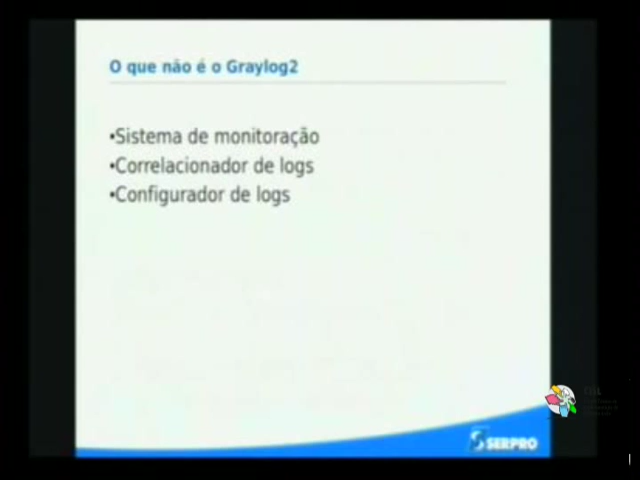 O que não é o Graylog2
•Sistema de monitoração
•Correlacionador de logs
•Configurador de logs
SERPRO